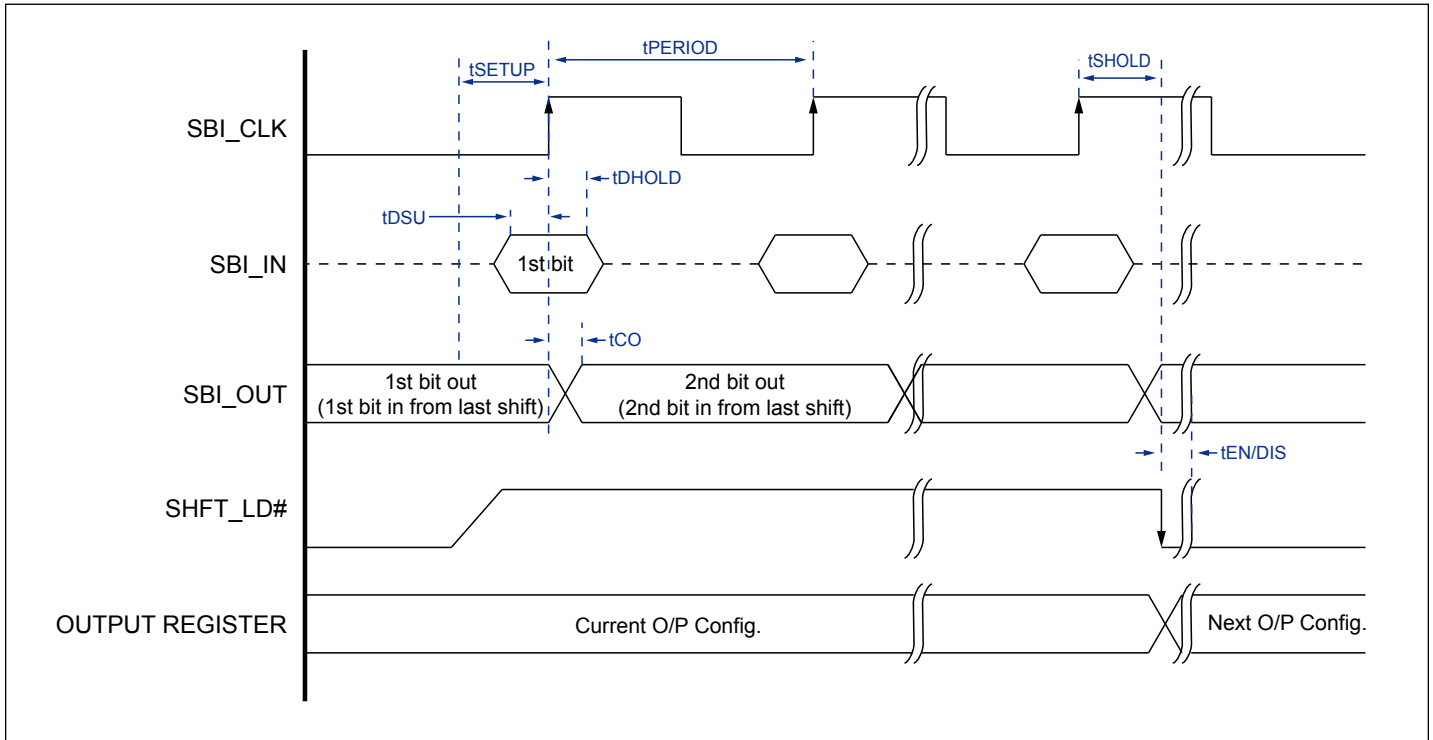 tPERIOD
tSETUP
tSHOLD
SBI_CLK
tDHOLD
tDSU
SBI_IN
1st bit
tCO
SBI_OUT
1st bit out
(1st bit in from last shift)
2nd bit out
(2nd bit in from last shift)
tEN/DIS
SHFT_LD#
OUTPUT REGISTER
Current O/P Config.
Next O/P Config.